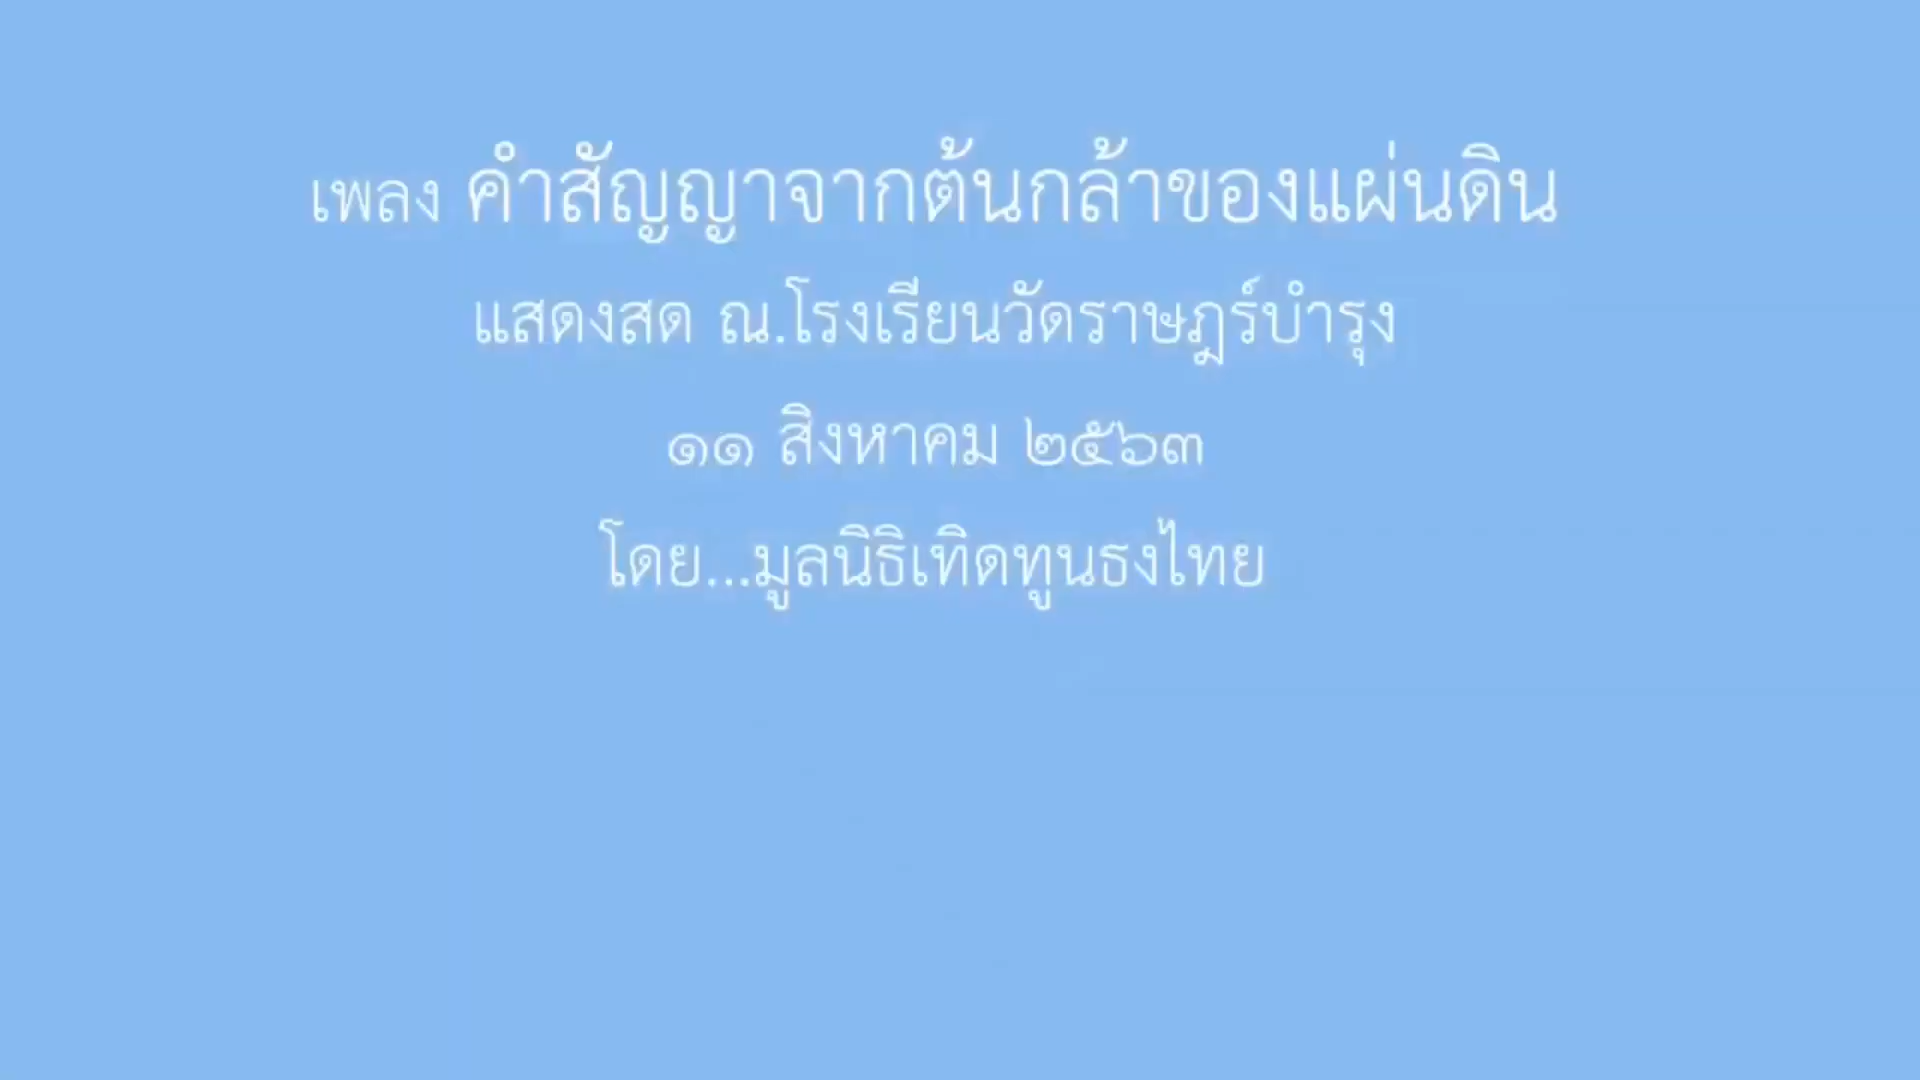 เพลง คำสัญญาจากต้นกล้าของแผ่นดิน
แสดงสด ณ.โรงเรียนวัดราษฎร์บำรุง
๑๑ สิงหาคม ๒๕๖๓
โดย...มูลนิธิเทิดทูนธงไทย